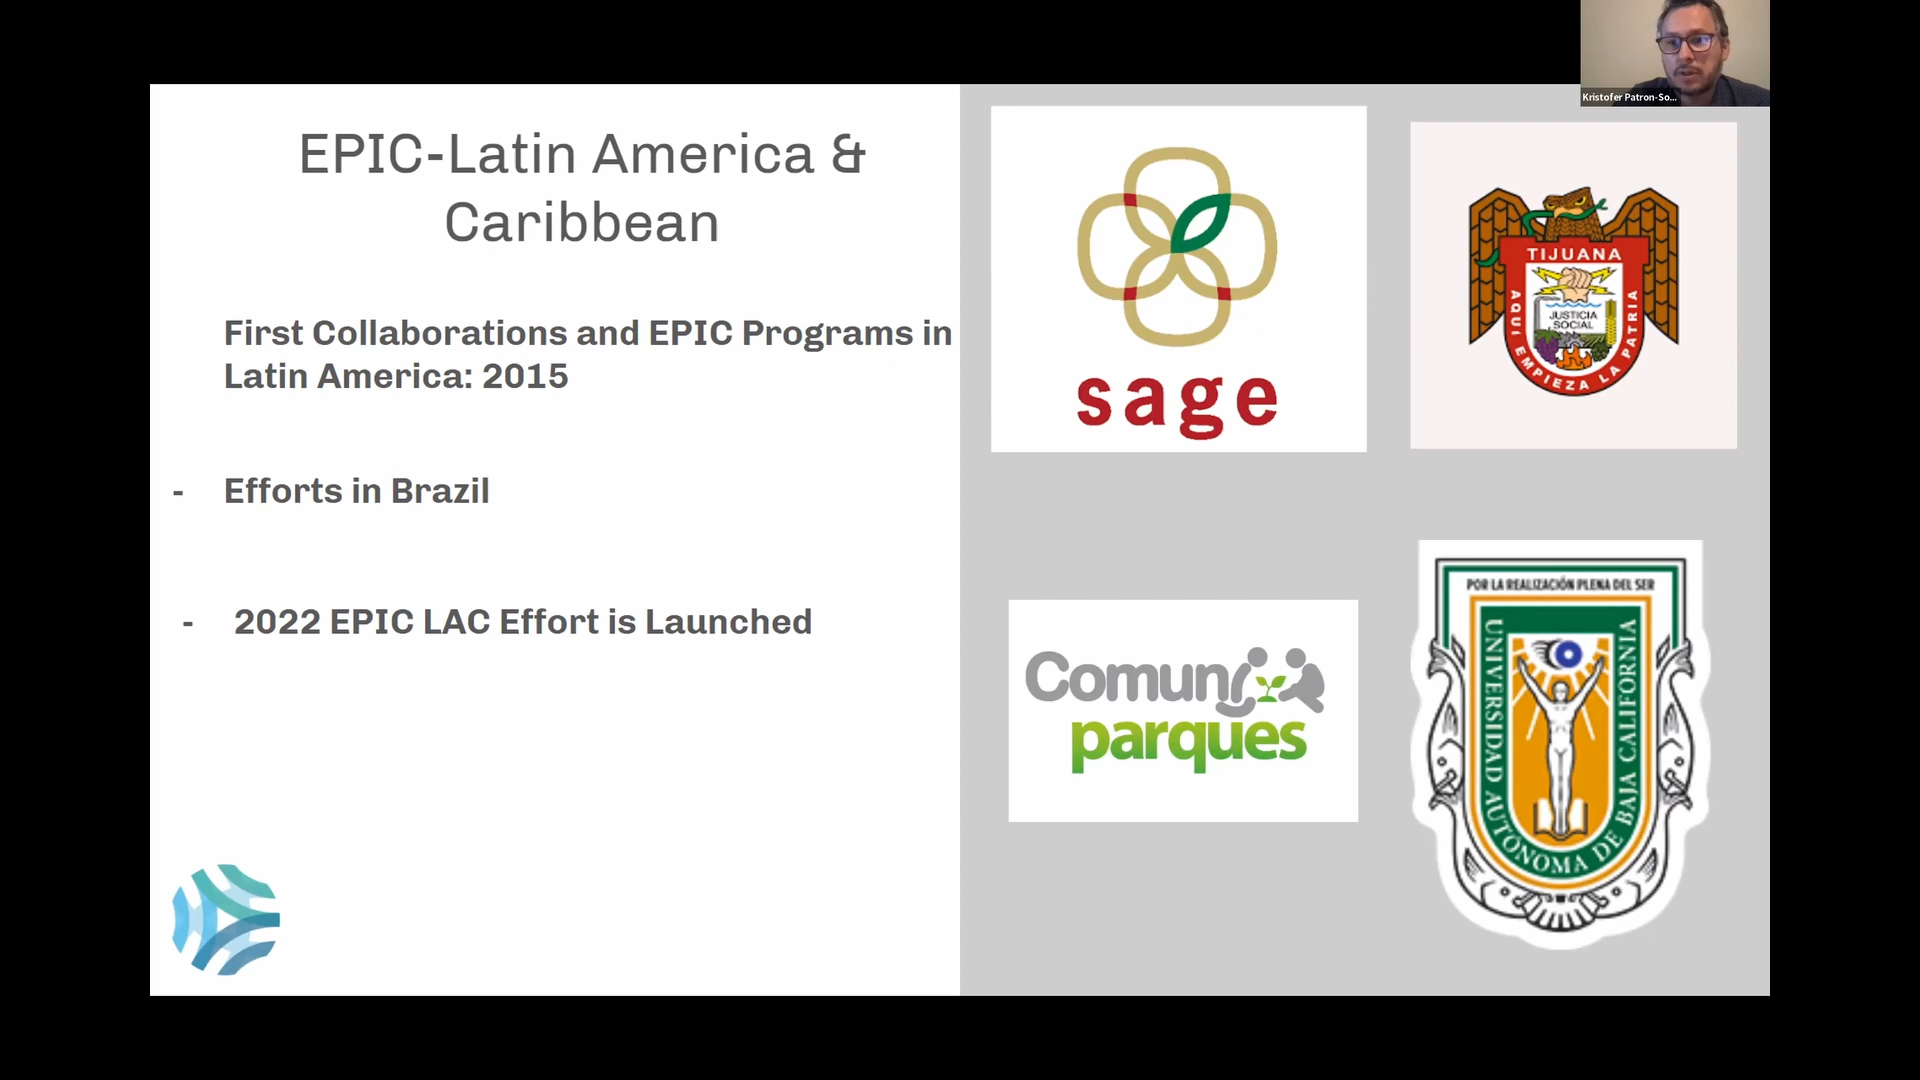 Kristofer Patron-So...
EPIC-Latin America &
Caribbean
First Collaborations and EPIC Programs in
Latin America: 2015
- Efforts in Brazil
- 2022 EPIC LAC Effort is Launched
sage
TIJUANA
JUSTICIA
SOCIAL
AQUI EMPIEZA LA PATRIA
Comuni
parques
POR LA REALIZACIÓN PLENA DEL SER
UNIVERSIDAD AUTÓNOMA DE BAJA CALIFORNIA